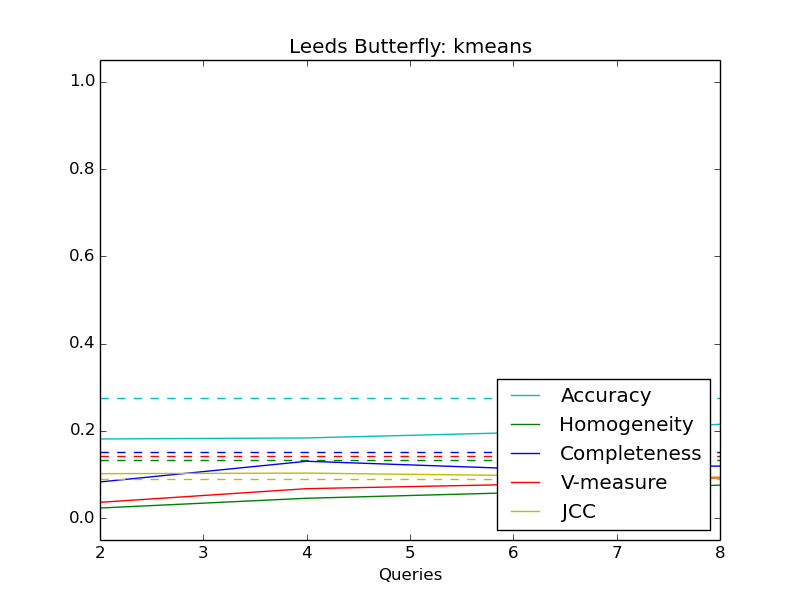 Leeds Butterfly: kmeans
1.0
0.8
0.6
0.4
0.2
0.0
Accuracy
Homogeneity
Completeness
V-measure
JCC
2 3 4 5 6 7 8
Queries